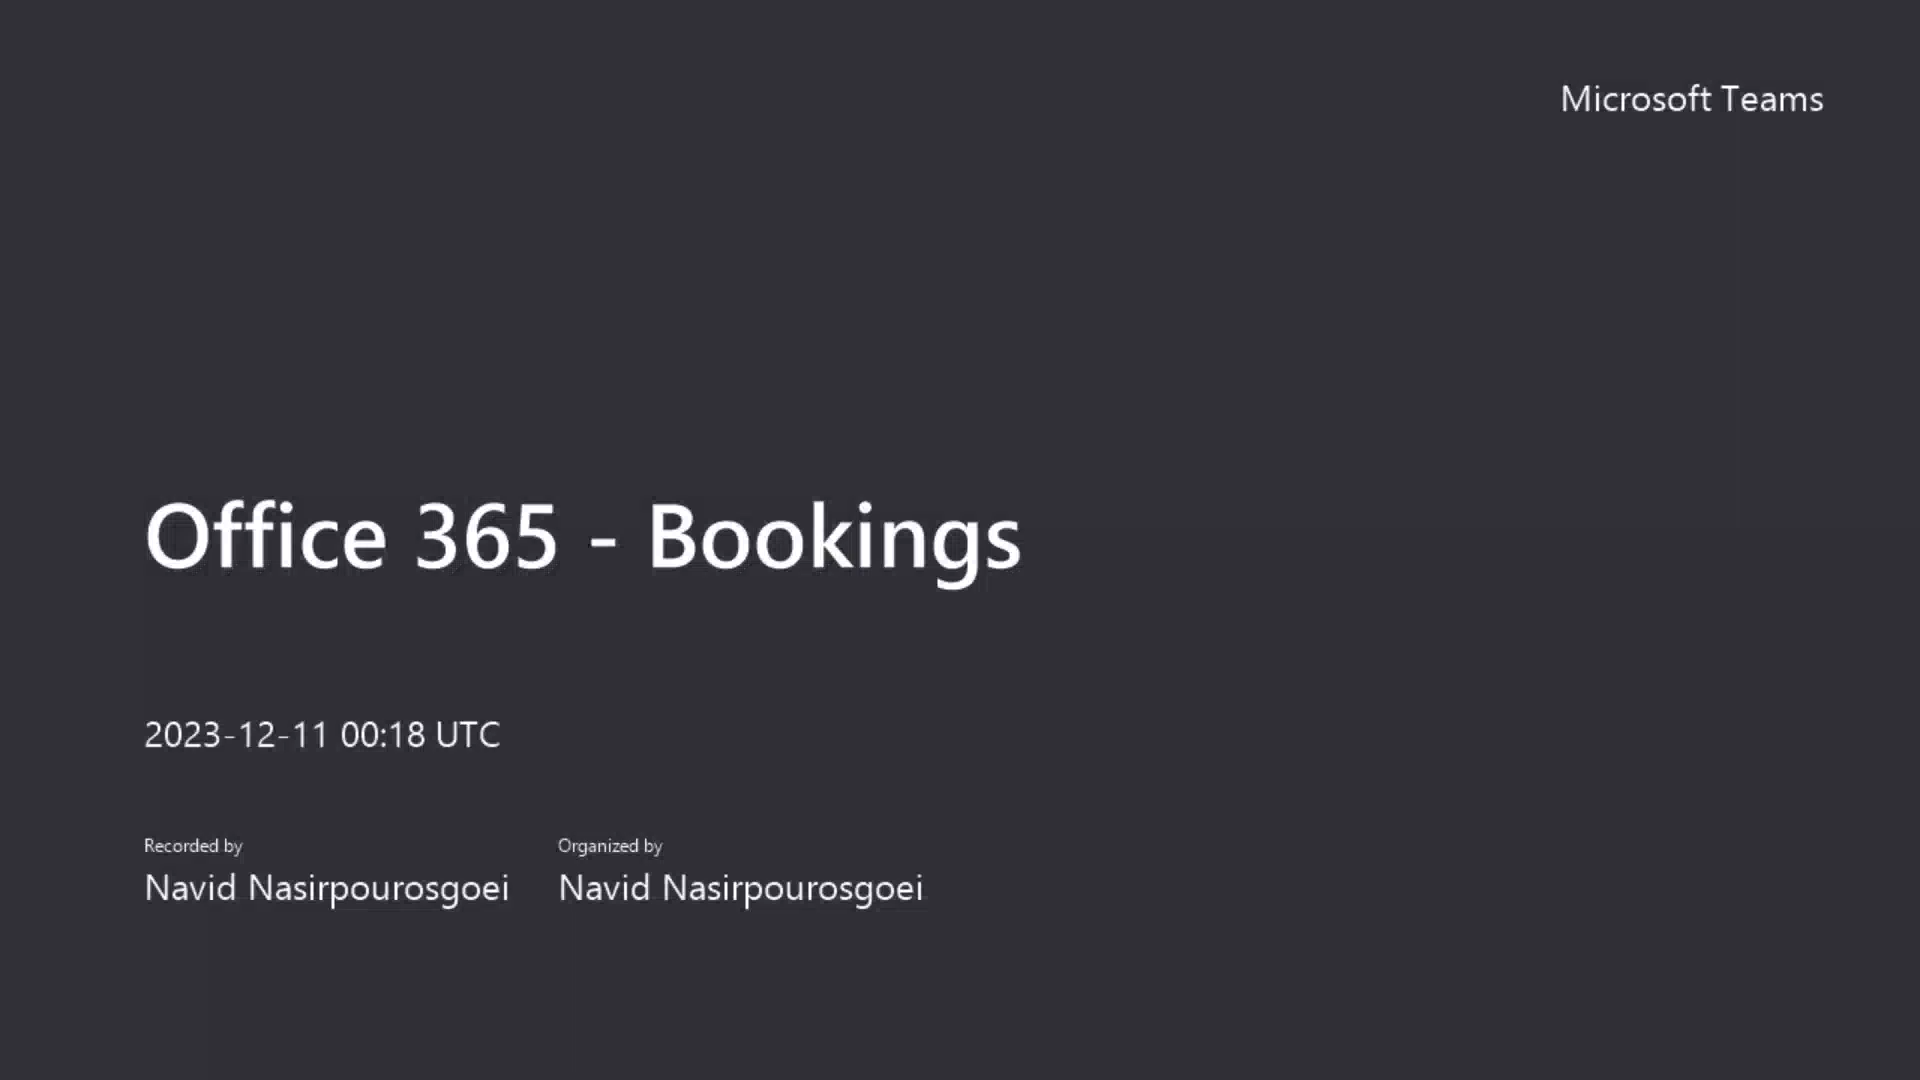 Microsoft Teams
Office 365 - Bookings
2023-12-11 00:18 UTC
Recorded by
Navid Nasirpourosgoei
Organized by
Navid Nasirpourosgoei